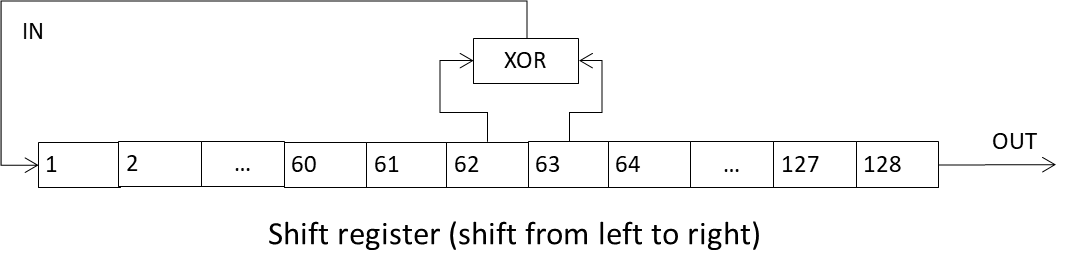 IN
XOR
OUT
1 2 ... 60 61 62 63 64 ... 127 128
Shift register (shift from left to right)